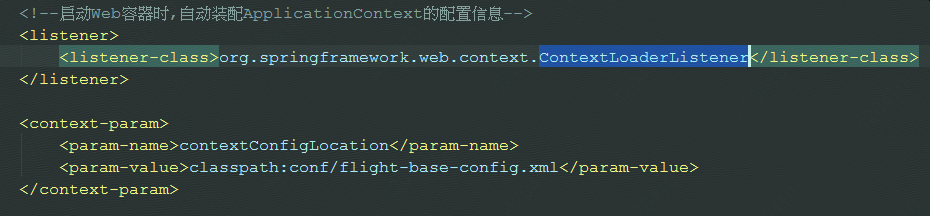 <!--启动Web容器时,自动装配ApplicationContext的配置信息-->
<listener>
<listener-class>org.springframework.web.context.ContextLoaderListener</listener-class>
</listener>
<context-param>
<param-name>contextConfigLocation</param-name>
<param-value>classpath:conf/flight-base-config.xml</param-value>
</context-param>